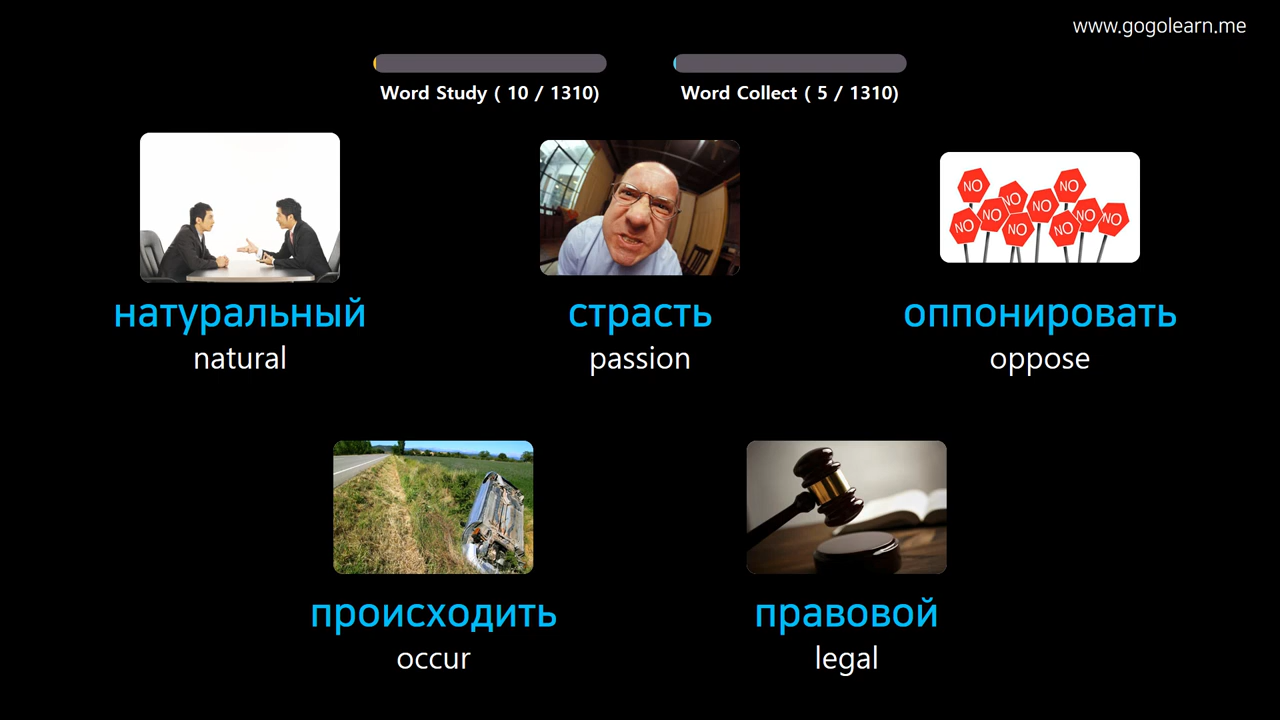 www.gogolearn.me
Word Study ( 10 / 1310)
Word Collect ( 5 / 1310)
NO NO NO NO NO NO NO NO NO NO
натуральный
natural
страсть
passion
оппонировать
oppose
происходить
occur
правовой
legal